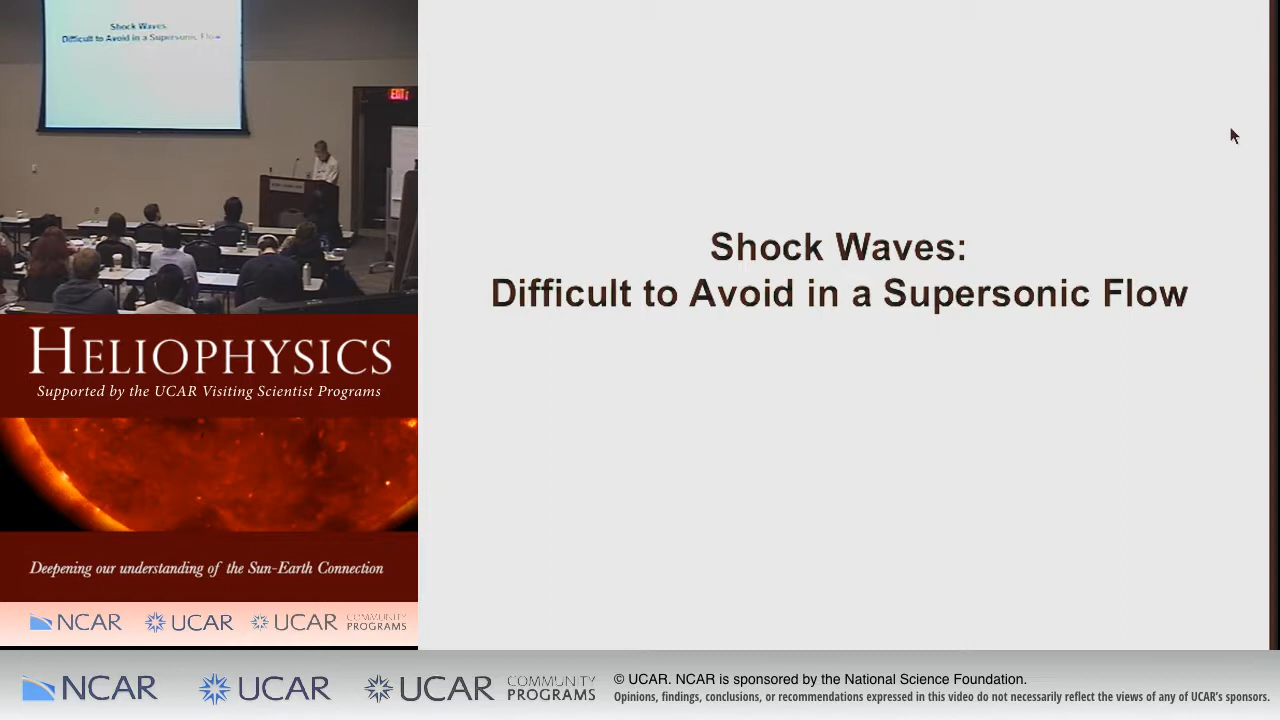 Shock Waves:
Difficult to Avoid in a Supersonic Flow
EXIT
Shock Waves:
Difficult to Avoid in a Supersonic Flow
HELIOPHYSICS
Supported by the UCAR Visiting Scientist Programs
Deepening our understanding of the Sun-Earth Connection
NCAR UCAR UCAR COMMUNITY PROGRAMS
NCAR UCAR UCAR COMMUNITY PROGRAMS
© UCAR. NCAR is sponsored by the National Science Foundation.
Opinions, findings, conclusions, or recommendations expressed in this video do not necessarily reflect the views of any of UCAR's sponsors.